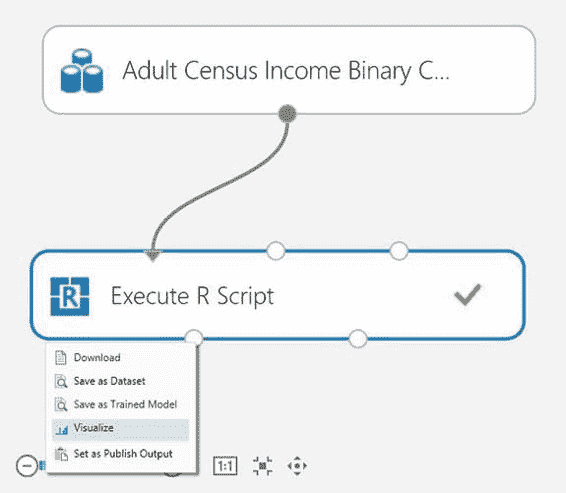 Adult Census Income Binary C...
R
Execute R Script
Download
Save as Dataset
Save as Trained Model
Visualize
Set as Publish Output
1:1